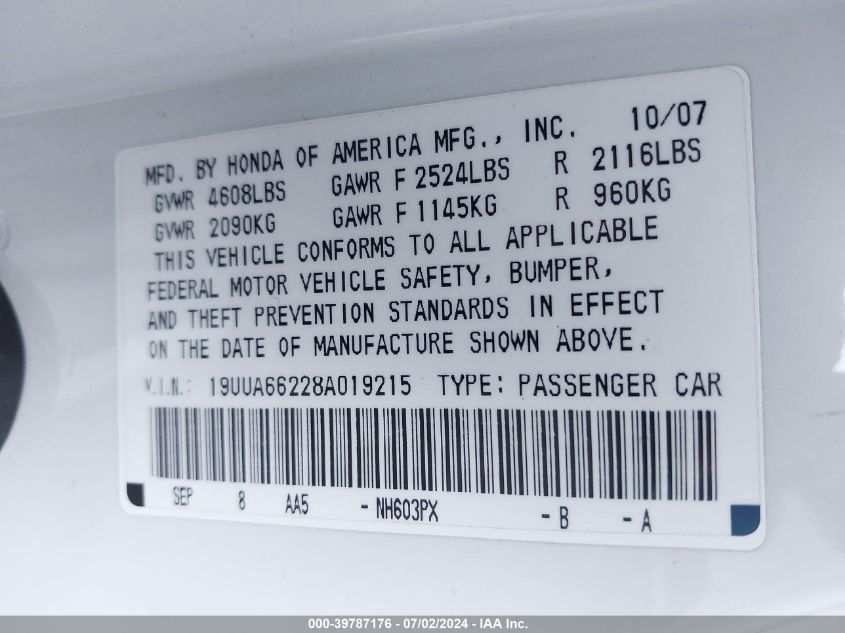 MFD. BY HONDA OF AMERICA MFG., INC. 10/07
GVWR 4608LBS GAWR F 2524LBS R 2116LBS
GVWR 2090KG GAWR F 1145KG R 960KG
THIS VEHICLE CONFORMS TO ALL APPLICABLE
FEDERAL MOTOR VEHICLE SAFETY, BUMPER,
AND THEFT PREVENTION STANDARDS IN EFFECT
ON THE DATE OF MANUFACTURE SHOWN ABOVE.
V.I.N.: 19UUA66228A019215 TYPE: PASSENGER CAR
SEP 8 AA5 - NH603PX - B - A
000-39787176 - 07/02/2024 - IAA Inc.